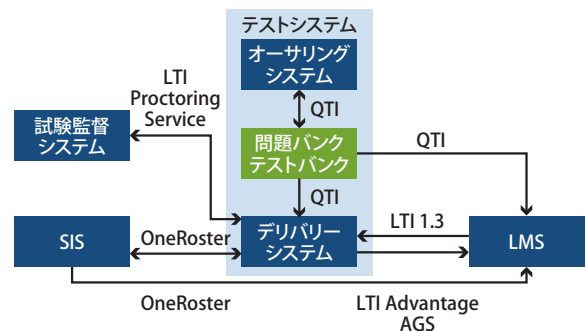 テストシステム
オーサリング
システム
LTI
Proctoring
Service
QTI
試験監督
システム
問題バンク
テストバンク
QTI
QTI
SIS
OneRoster
デリバリー
システム
LTI 1.3
LMS
OneRoster
LTI Advantage
AGS